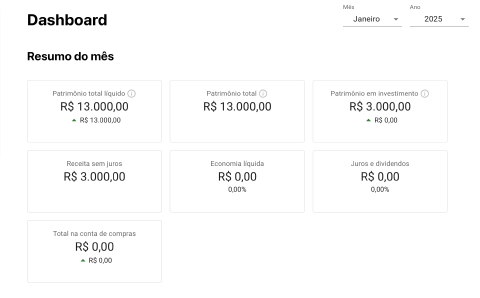 Dashboard
Mês
Janeiro
Ano
2025
Resumo do mês
Patrimônio total líquido
R$ 13.000,00
R$ 13.000,00
Patrimônio total
R$ 13.000,00
Patrimônio em investimento
R$ 3.000,00
R$ 0,00
Receita sem juros
R$ 3.000,00
Economia líquida
R$ 0,00
0,00%
Juros e dividendos
R$ 0,00
0,00%
Total na conta de compras
R$ 0,00
R$ 0,00